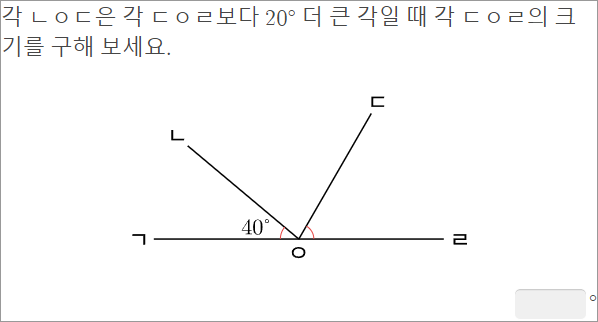 각 ㄴㅇㄷ은 각 ㄷㅇㄹ보다 20° 더 큰 각일 때 각 ㄷㅇㄹ의 크
기를 구해 보세요.
ㄷ
ㄴ
40°
ㄱ ㄹ
ㅇ
°